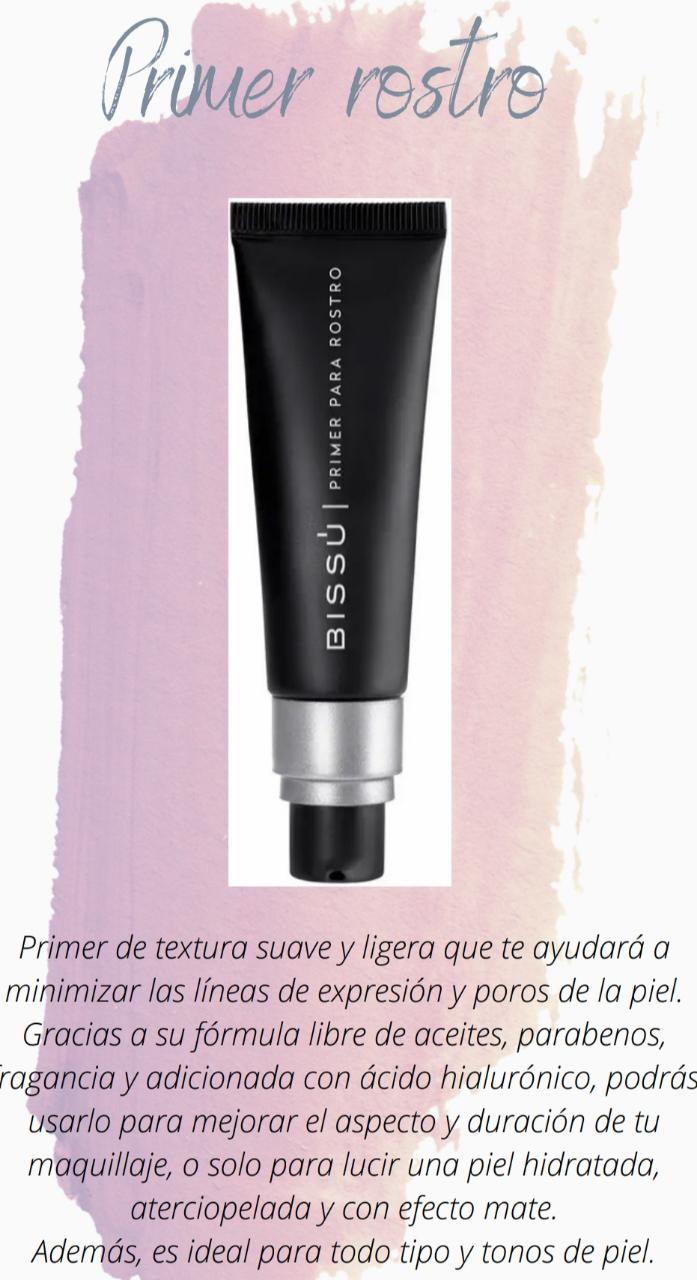 Primer rostro
BISSÙ | PRIMER PARA ROSTRO
Primer de textura suave y ligera que te ayudará a
minimizar las líneas de expresión y poros de la piel.
Gracias a su fórmula libre de aceites, parabenos,
fragancia y adicionada con ácido hialurónico, podrás
usarlo para mejorar el aspecto y duración de tu
maquillaje, o solo para lucir una piel hidratada,
aterciopelada y con efecto mate.
Además, es ideal para todo tipo y tonos de piel.